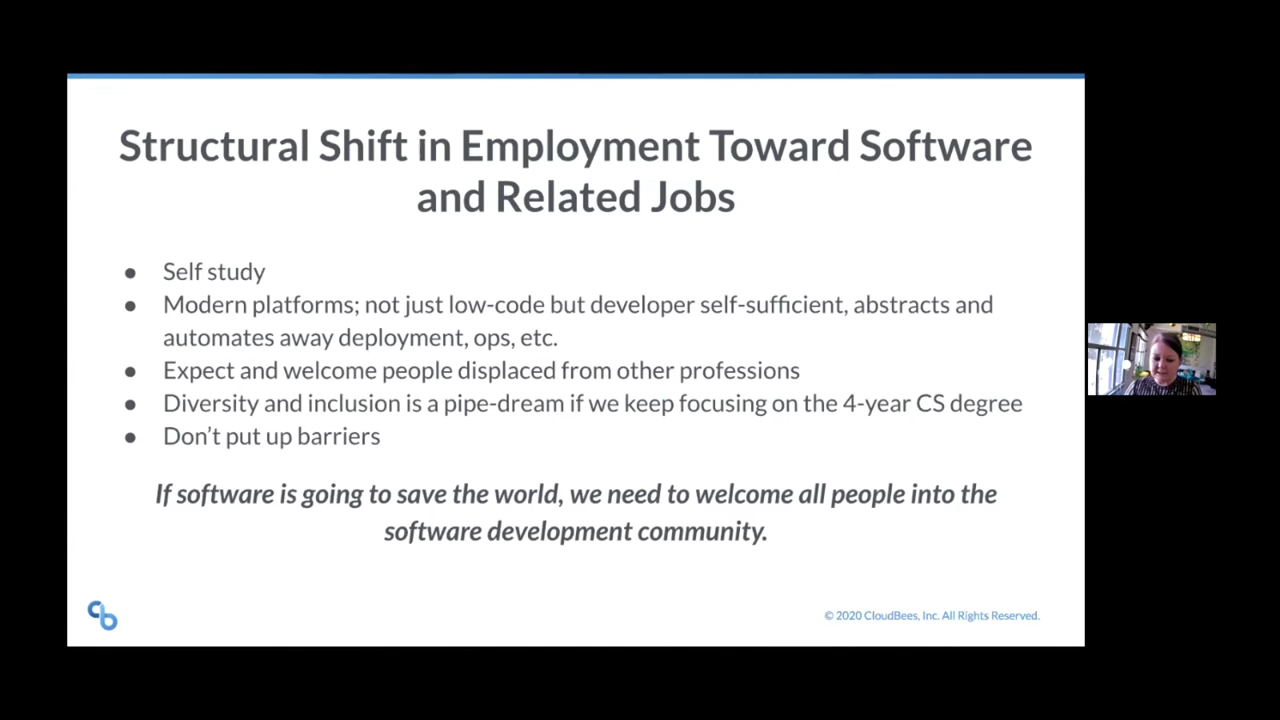 Structural Shift in Employment Toward Software
and Related Jobs
● Self study
● Modern platforms; not just low-code but developer self-sufficient, abstracts and
automates away deployment, ops, etc.
● Expect and welcome people displaced from other professions
● Diversity and inclusion is a pipe-dream if we keep focusing on the 4-year CS degree
● Don’t put up barriers
If software is going to save the world, we need to welcome all people into the
software development community.
© 2020 CloudBees, Inc. All Rights Reserved.